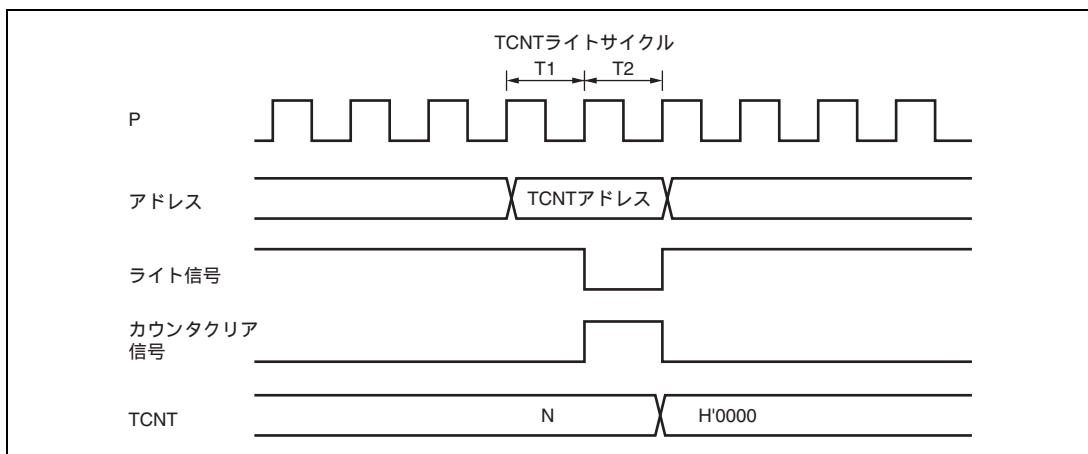 TCNTライトサイクル
T1 T2
P
アドレス TCNTアドレス
ライト信号
カウンタクリア
信号
TCNT N H'0000